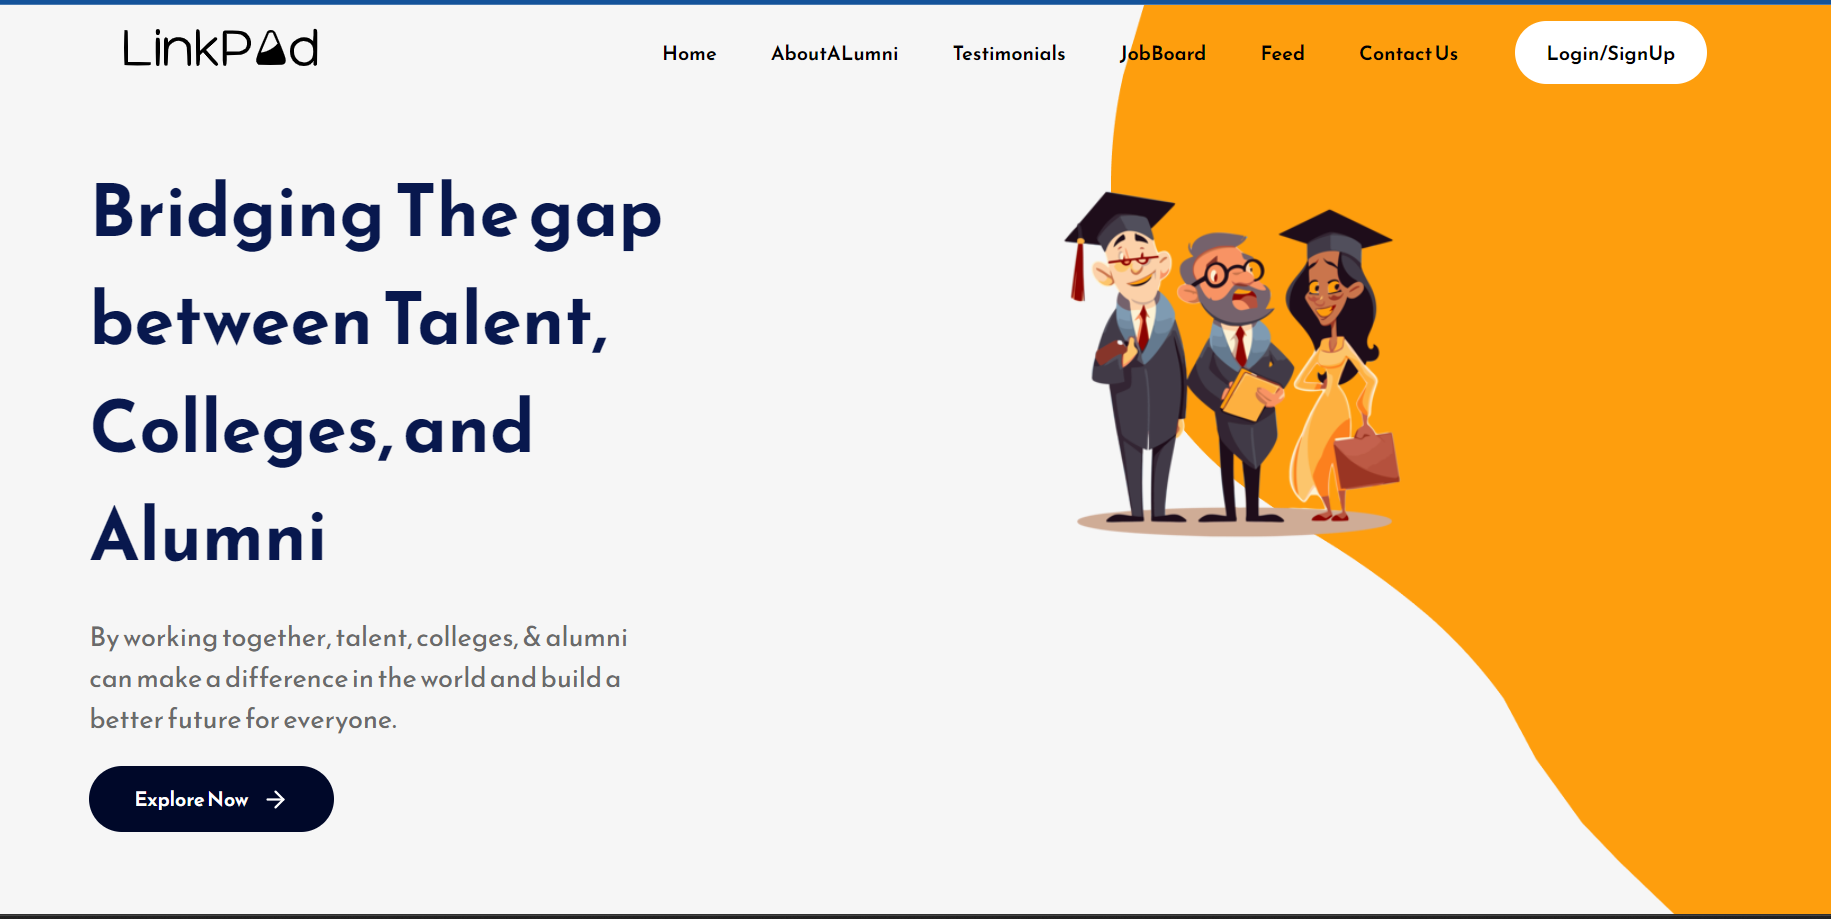 LinkPAd
Home AboutALumni Testimonials JobBoard Feed Contact Us Login/SignUp
Bridging The gap
between Talent,
Colleges, and
Alumni
By working together, talent, colleges, & alumni
can make a difference in the world and build a
better future for everyone.
Explore Now